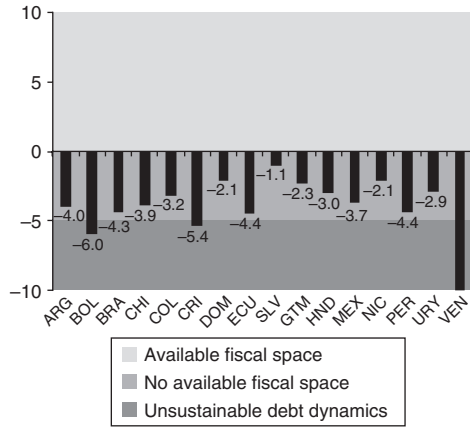 10
5
0
−5
−10
−4.0
−6.0
−4.3
−3.9
−3.2
−5.4
−2.1
−4.4
−1.1
−2.3
−3.0
−3.7
−2.1
−4.4
−2.9
ARG
BOL
BRA
CHI
COL
CRI
DOM
ECU
SLV
GTM
HND
MEX
NIC
PER
URY
VEN
Available fiscal space
No available fiscal space
Unsustainable debt dynamics